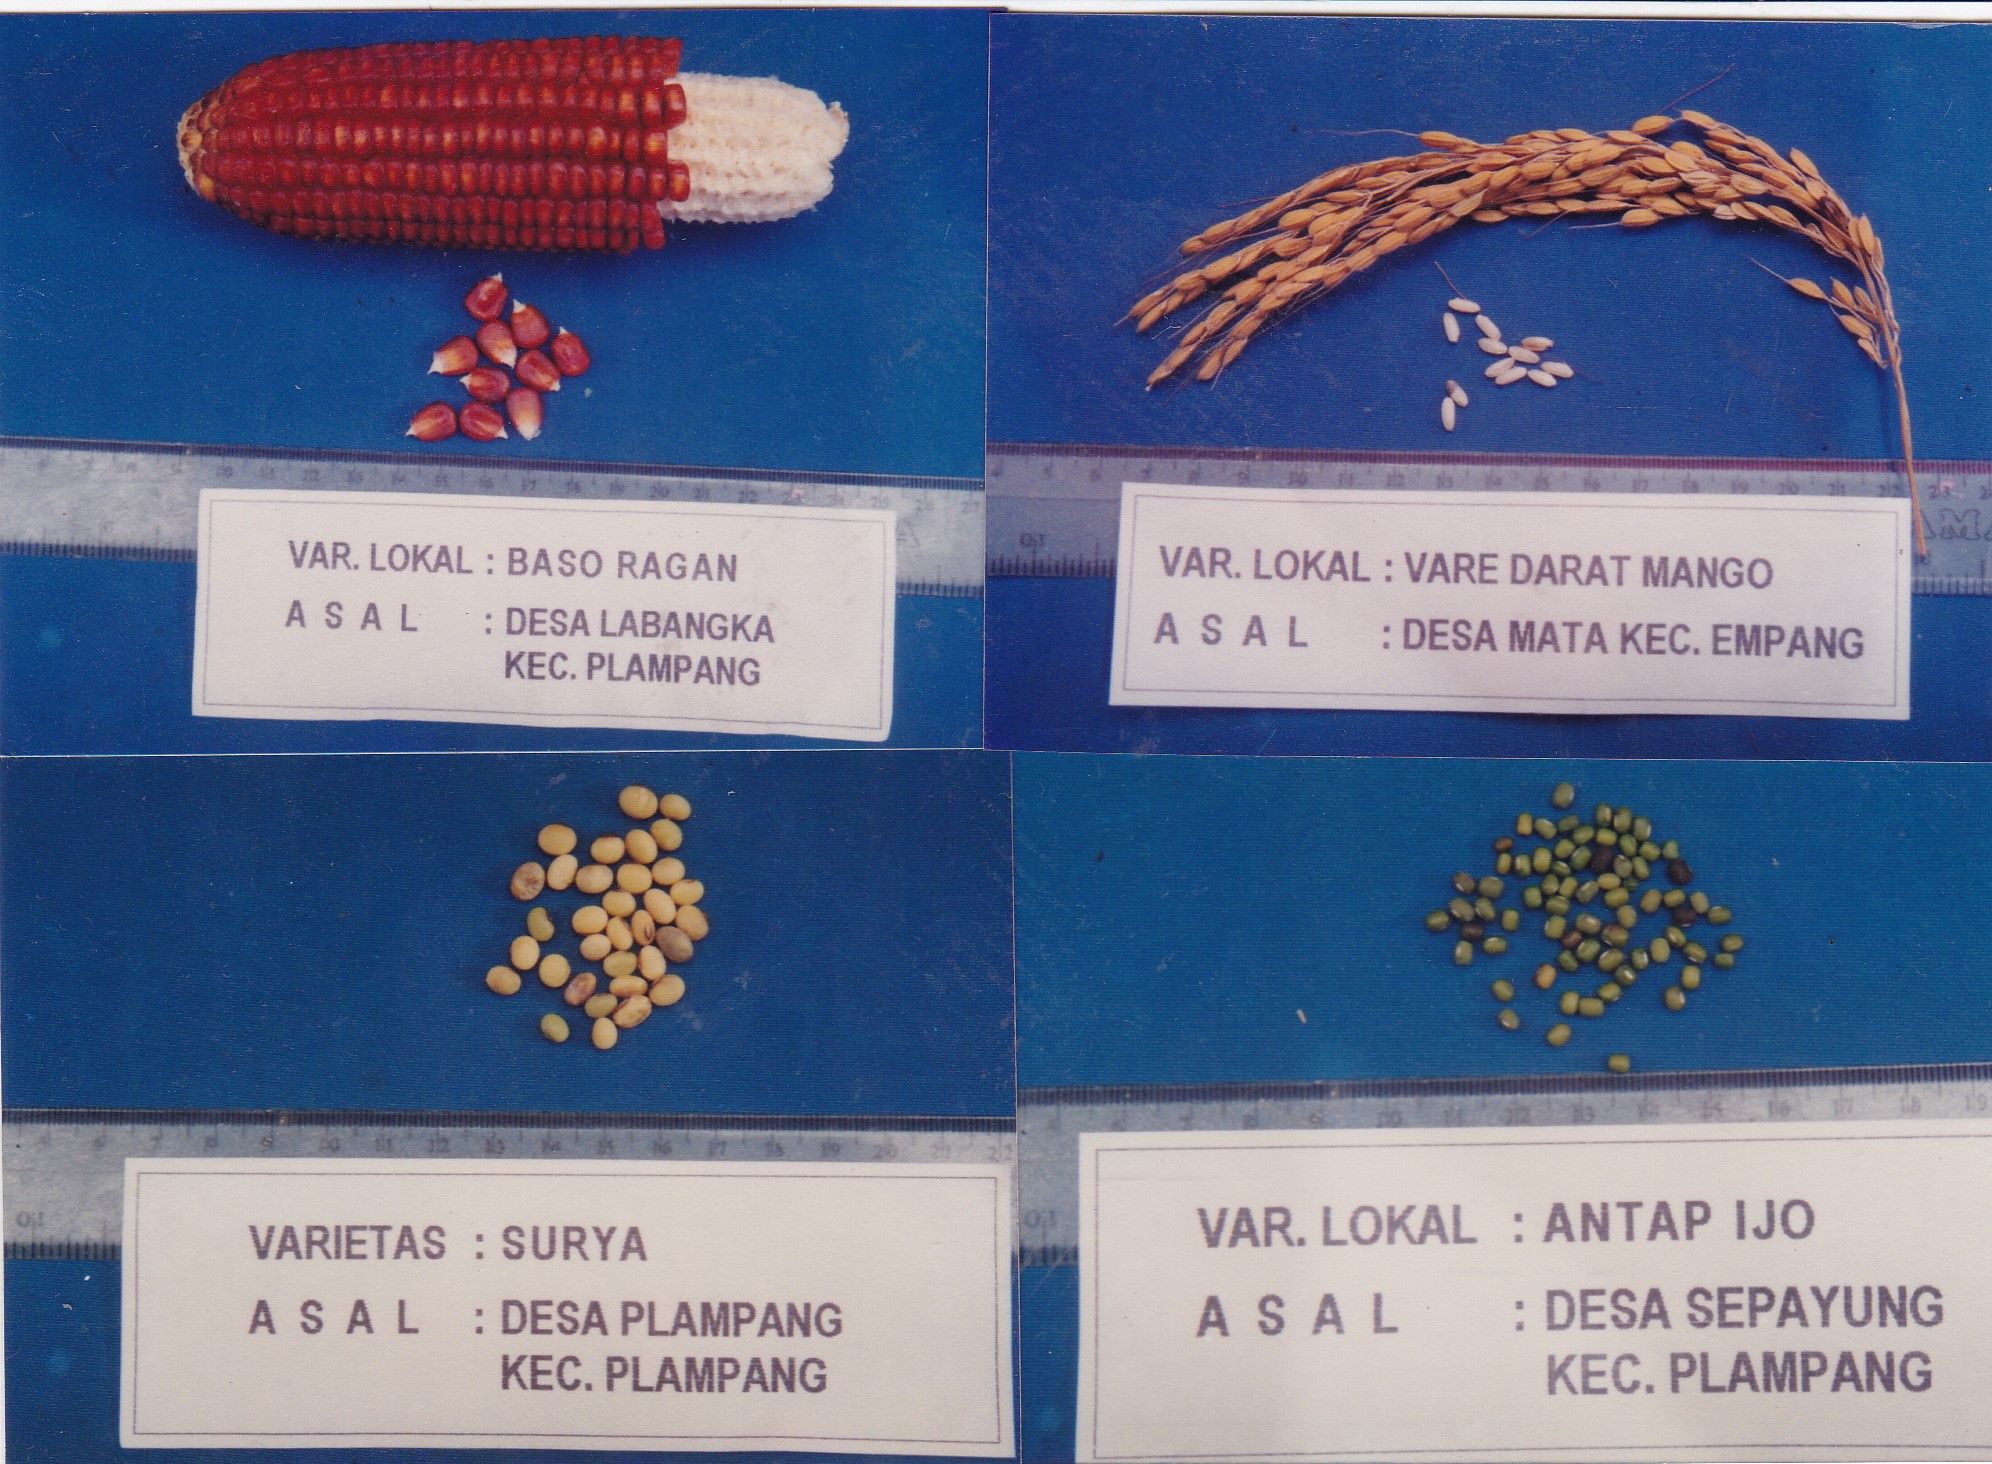 VAR. LOKAL : BASO RAGAN
A S A L : DESA LABANGKA
KEC. PLAMPANG
VAR. LOKAL : VARE DARAT MANGO
A S A L : DESA MATA KEC. EMPANG
VARIETAS : SURYA
A S A L : DESA PLAMPANG
KEC. PLAMPANG
VAR. LOKAL : ANTAP IJO
A S A L : DESA SEPAYUNG
KEC. PLAMPANG